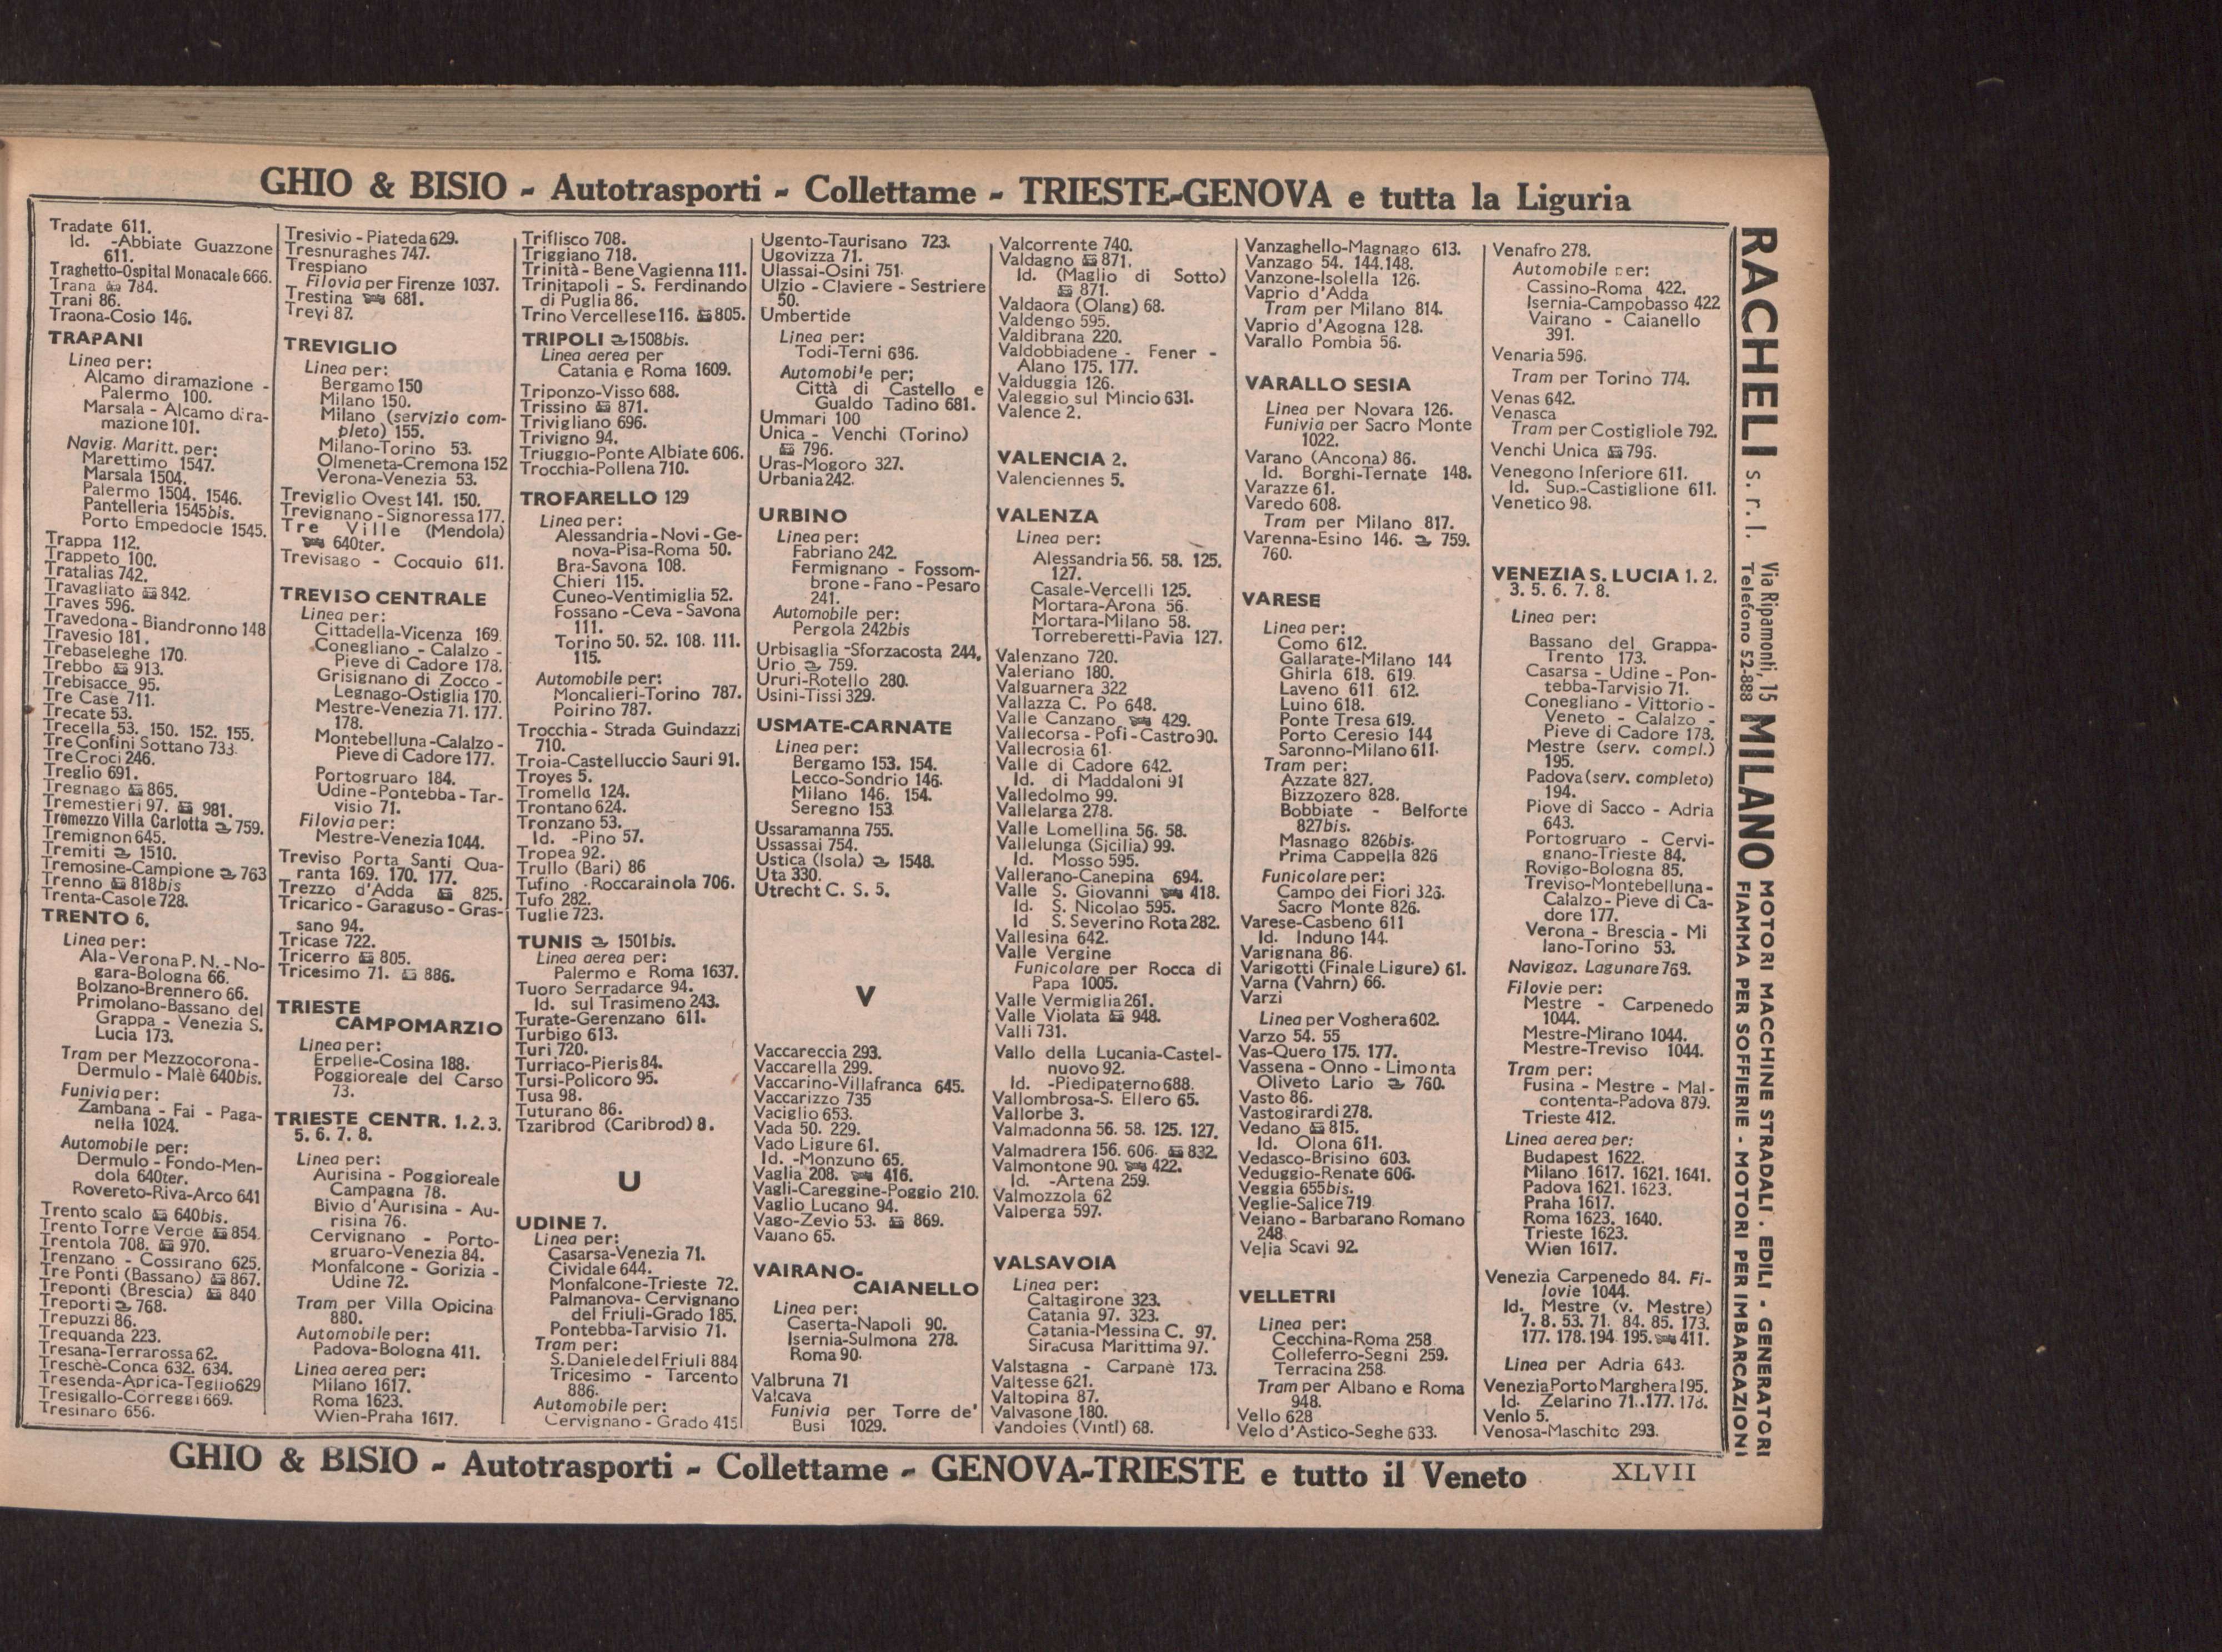 GHIO & BISIO - Autotrasporti - Collettame - TRIESTE-GENOVA e tutta la Liguria
Tradate 611.
Id. -Abbiate Guazzone
611.
Traghetto-Ospital Monacale 666.
Trana 784.
Trani 86.
Traona-Cosio 146.
TRAPANI
Linea per:
Alcamo diramazione -
Palermo 100.
Marsala - Alcamo dira-
mazione 101.
Navig. Maritt. per:
Marettimo 1547.
Marsala 1504.
Palermo 1504. 1546.
Pantelleria 1545bis.
Porto Empedocle 1545.
Trappa 112.
Trappeto 100.
Tratalias 742.
Travagliato 842.
Traves 596.
Travedona - Biandronno 148
Travesio 181.
Trebaseleghe 170.
Trebbo 913.
Trebisacce 95.
Tre Case 711.
Trecate 53.
Trecella 53. 150. 152. 155.
Tre Confini Sottano 733.
Tre Croci 246.
Treglio 691.
Tregnago 865.
Tremestieri 97. 981.
Tremezzo Villa Carlotta 759.
Tremignon 645.
Tremiti 1510.
Tremosine-Campione 763
Trenno 818bis
Trenta-Casole 728.
TRENTO 6.
Linea per:
Ala-Verona P. N. -No-
gara-Bologna 66.
Bolzano-Brennero 66.
Primolano-Bassano del
Grappa - Venezia S.
Lucia 173.
Tram per Mezzocorona-
Dermulo - Malè 640bis.
Funivia per:
Zambana - Fai - Paga-
nella 1024.
Automobile per:
Dermulo - Fondo-Men-
dola 640ter.
Rovereto-Riva-Arco 641
Trento scalo 640bis.
Trento Torre Verde 854.
Trentola 708. 970.
Trenzano - Cossirano 625.
Tre Ponti (Bassano) 867.
Treponti (Brescia) 840
Treporti 768.
Trepuzzi 86.
Trequanda 223.
Tresana-Terrarossa 62.
Treschè-Conca 632. 634.
Tresenda-Aprica-Teglio 629
Tresigallo-Correggi 669.
Tresinaro 656.
Tresivio - Piateda 629.
Tresnuraghes 747.
Trespiano
Filovia per Firenze 1037.
Trestina 681.
Trevi 87.
TREVIGLIO
Linea per:
Bergamo 150
Milano 150.
Milano (servizio com-
pleto) 155.
Milano-Torino 53.
Olmeneta-Cremona 152
Verona-Venezia 53.
Treviglio Ovest 141. 150.
Trevignano - Signoressa 177.
Tre Ville (Mendola)
640ter.
Trevisago - Cocquio 611.
TREVISO CENTRALE
Linea per:
Cittadella-Vicenza 169.
Conegliano - Calalzo -
Pieve di Cadore 178.
Grisignano di Zocco -
Legnago-Ostiglia 170.
Mestre-Venezia 71. 177.
178.
Montebelluna -Calalzo -
Pieve di Cadore 177.
Portogruaro 184.
Udine - Pontebba - Tar-
visio 71.
Filovia per:
Mestre-Venezia 1044.
Treviso Porta Santi Qua-
ranta 169. 170. 177.
Trezzo d'Adda 825.
Tricarico - Garaguso - Gras-
sano 94.
Tricase 722.
Tricerro 805.
Tricesimo 71. 886.
TRIESTE
CAMPOMARZIO
Linea per:
Erpelle-Cosina 188.
Poggioreale del Carso
73.
TRIESTE CENTR. 1. 2. 3.
5. 6. 7. 8.
Linea per:
Aurisina - Poggioreale
Campagna 78.
Bivio d'Aurisina - Au-
risina 76.
Cervignano - Porto-
gruaro-Venezia 84.
Monfalcone - Gorizia -
Udine 72.
Tram per Villa Opicina
880.
Automobile per:
Padova-Bologna 411.
Linea aerea per:
Milano 1617.
Roma 1623.
Wien-Praha 1617.
Triflisco 708.
Triggiano 718.
Trinità - Bene Vagienna 111.
Trinitapoli - S. Ferdinando
di Puglia 86.
Trino Vercellese 116. 805.
TRIPOLI 1508bis.
Linea aerea per
Catania e Roma 1609.
Triponzo-Visso 688.
Trissino 871.
Trivigliano 696.
Trivigno 94.
Triuggio-Ponte Albiate 606.
Trocchia-Pollena 710.
TROFARELLO 129
Linea per:
Alessandria - Novi - Ge-
nova-Pisa-Roma 50.
Bra-Savona 108.
Chieri 115.
Cuneo-Ventimiglia 52.
Fossano -Ceva - Savona
111.
Torino 50. 52. 108. 111.
115.
Automobile per:
Moncalieri-Torino 787.
Poirino 787.
Trocchia - Strada Guindazzi
710.
Troia-Castelluccio Sauri 91.
Troyes 5.
Tromello 124.
Trontano 624.
Tronzano 53.
Id. -Pino 57.
Tropea 92.
Trullo (Bari) 86
Tufino - Roccarainola 706.
Tufo 282.
Tuglie 723.
TUNIS 1501bis.
Linea aerea per:
Palermo e Roma 1637.
Tuoro Serradarce 94.
Id. sul Trasimeno 243.
Turate-Gerenzano 611.
Turbigo 613.
Turi 720.
Turriaco-Pieris 84.
Tursi-Policoro 95.
Tusa 98.
Tuturano 86.
Tzaribrod (Caribrod) 8.
U
UDINE 7.
Linea per:
Casarsa-Venezia 71.
Cividale 644.
Monfalcone-Trieste 72.
Palmanova- Cervignano
del Friuli-Grado 185.
Pontebba-Tarvisio 71.
Tram per:
S. Daniele del Friuli 884
Tricesimo - Tarcento
886.
Automobile per:
Cervignano - Grado 415
Ugento-Taurisano 723.
Ugovizza 71.
Ulassai-Osini 751.
Ulzio - Claviere - Sestriere
50.
Umbertide
Linea per:
Todi-Terni 686.
Automobile per:
Città di Castello e
Gualdo Tadino 681.
Ummari 100
Unica - Venchi (Torino)
796.
Uras-Mogoro 327.
Urbania 242.
URBINO
Linea per:
Fabriano 242.
Fermignano - Fossom-
brone - Fano - Pesaro
241.
Automobile per:
Pergola 242bis
Urbisaglia -Sforzacosta 244.
Urio 759.
Ururi-Rotello 280.
Usini-Tissi 329.
USMATE-CARNATE
Linea per:
Bergamo 153. 154.
Lecco-Sondrio 146.
Milano 146. 154.
Seregno 153
Ussaramanna 755.
Ussassai 754.
Ustica (Isola) 1548.
Uta 330.
Utrecht C. S. 5.
V
Vaccareccia 293.
Vaccarella 299.
Vaccarino-Villafranca 645.
Vaccarizzo 735
Vaciglio 653.
Vada 50. 229.
Vado Ligure 61.
Id. -Monzuno 65.
Vaglia 208. 416.
Vagli-Careggine-Poggio 210.
Vaglio Lucano 94.
Vago-Zevio 53. 869.
Vaiano 65.
VAIRANO-
CAIANELLO
Linea per:
Caserta-Napoli 90.
Isernia-Sulmona 278.
Roma 90.
Valbruna 71
Valcava
Funivia per Torre de'
Busi 1029.
Valcorrente 740.
Valdagno 871.
Id. (Maglio di Sotto)
871.
Valdaora (Olang) 68.
Valdengo 595.
Valdibrana 220.
Valdobbiadene - Fener -
Alano 175. 177.
Valduggia 126.
Valeggio sul Mincio 631.
Valence 2.
VALENCIA 2.
Valenciennes 5.
VALENZA
Linea per:
Alessandria 56. 58. 125.
127.
Casale-Vercelli 125.
Mortara-Arona 56.
Mortara-Milano 58.
Torreberetti-Pavia 127.
Valenzano 720.
Valeriano 180.
Valguarnera 322
Vallazza C. Po 648.
Valle Canzano 429.
Vallecorsa - Pofi - Castro 90.
Vallecrosia 61.
Valle di Cadore 642.
Id. di Maddaloni 91
Valledolmo 99.
Vallelarga 278.
Valle Lomellina 56. 58.
Vallelunga (Sicilia) 99.
Id. Mosso 595.
Vallerano-Canepina 694.
Valle S. Giovanni 418.
Id. S. Nicolao 595.
Id S. Severino Rota 282.
Vallesina 642.
Valle Vergine
Funicolare per Rocca di
Papa 1005.
Valle Vermiglia 261.
Valle Violata 948.
Valli 731.
Vallo della Lucania-Castel-
nuovo 92.
Id. -Piedipaterno 688.
Vallombrosa-S. Ellero 65.
Vallorbe 3.
Valmadonna 56. 58. 125. 127.
Valmadrera 156. 606. 832.
Valmontone 90. 422.
Id. -Artena 259.
Valmozzola 62
Valperga 597.
VALSAVOIA
Linea per:
Caltagirone 323.
Catania 97. 323.
Catania-Messina C. 97.
Siracusa Marittima 97.
Valstagna - Carpanè 173.
Valtesse 621.
Valtopina 87.
Valvasone 180.
Vandoies (Vintl) 68.
Vanzaghello-Magnago 613.
Vanzago 54. 144. 148.
Vanzone-Isolella 126.
Vaprio d'Adda
Tram per Milano 814.
Vaprio d'Agogna 128.
Varallo Pombia 56.
VARALLO SESIA
Linea per Novara 126.
Funivia per Sacro Monte
1022.
Varano (Ancona) 86.
Id. Borghi-Ternate 148.
Varazze 61.
Varedo 608.
Tram per Milano 817.
Varenna-Esino 146. 759.
760.
VARESE
Linea per:
Como 612.
Gallarate-Milano 144
Ghirla 618. 619.
Laveno 611 612.
Luino 618.
Ponte Tresa 619.
Porto Ceresio 144
Saronno-Milano 611.
Tram per:
Azzate 827.
Bizzozero 828.
Bobbiate - Belforte
827bis.
Masnago 826bis.
Prima Cappella 826
Funicolare per:
Campo dei Fiori 326.
Sacro Monte 826.
Varese-Casbeno 611
Id. Induno 144.
Varignana 86.
Varigotti (Finale Ligure) 61.
Varna (Vahrn) 66.
Varzi
Linea per Voghera 602.
Varzo 54. 55
Vas-Quero 175. 177.
Vassena - Onno - Limonta
Oliveto Lario 760.
Vasto 86.
Vastogirardi 278.
Vedano 815.
Id. Olona 611.
Vedasco-Brisino 603.
Veduggio-Renate 606.
Veggia 655bis.
Veglie-Salice 719.
Veiano - Barbarano Romano
248.
Velia Scavi 92.
VELLETRI
Linea per:
Cecchina-Roma 258.
Colleferro-Segni 259.
Terracina 258.
Tram per Albano e Roma
948.
Vello 628
Velo d'Astico-Seghe 633.
Venafro 278.
Automobile per:
Cassino-Roma 422.
Isernia-Campobasso 422
Vairano - Caianello
391.
Venaria 596.
Tram per Torino 774.
Venas 642.
Venasca
Tram per Costigliole 792.
Venchi Unica 796.
Venegono Inferiore 611.
Id. Sup.-Castiglione 611.
Venetico 98.
VENEZIA S. LUCIA 1. 2.
3. 5. 6. 7. 8.
Linea per:
Bassano del Grappa-
Trento 173.
Casarsa - Udine - Pon-
tebba-Tarvisio 71.
Conegliano - Vittorio -
Veneto - Calalzo -
Pieve di Cadore 178.
Mestre (serv. compl.)
195.
Padova (serv. completo)
194.
Piove di Sacco - Adria
643.
Portogruaro - Cervi-
gnano-Trieste 84.
Rovigo-Bologna 85.
Treviso-Montebelluna -
Calalzo - Pieve di Ca-
dore 177.
Verona - Brescia - Mi
lano-Torino 53.
Navigaz. Lagunare 768.
Filovie per:
Mestre - Carpenedo
1044.
Mestre-Mirano 1044.
Mestre-Treviso 1044.
Tram per:
Fusina - Mestre - Mal-
contenta-Padova 879.
Trieste 412.
Linea aerea per:
Budapest 1622.
Milano 1617. 1621. 1641.
Padova 1621. 1623.
Praha 1617.
Roma 1623. 1640.
Trieste 1623.
Wien 1617.
Venezia Carpenedo 84. Fi-
lovie 1044.
Id. Mestre (v. Mestre)
7. 8. 53. 71. 84. 85. 173.
177. 178. 194. 195. 411.
Linea per Adria 643.
Venezia Porto Marghera 195.
Id. Zelarino 71..177. 178.
Venlo 5.
Venosa-Maschito 293.
RACHELI s. r. l. Via Ripamonti, 15 Telefono 52-888 MILANO
MOTORI MACCHINE STRADALI . EDILI - GENERATORI
FIAMMA PER SOFFIERIE - MOTORI PER IMBARCAZIONI
GHIO & BISIO - Autotrasporti - Collettame - GENOVA-TRIESTE e tutto il Veneto
XLVII